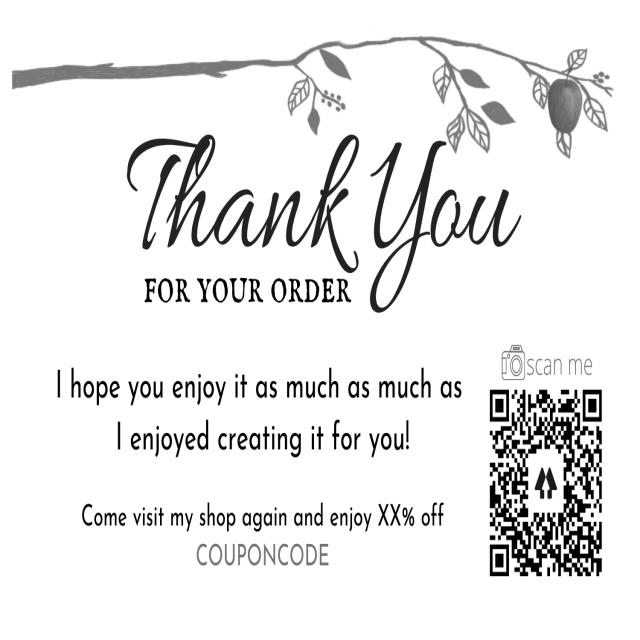 Thank You
FOR YOUR ORDER
scan me
I hope you enjoy it as much as much as
I enjoyed creating it for you!
Come visit my shop again and enjoy XX% off
COUPONCODE